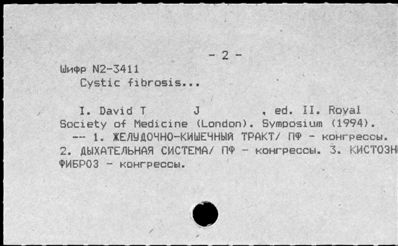 - 2 -
Шифр N2-3411
Cystic fibrosis...
I. David T J , ed. II. Royal
Society of Medicine (London). Symposium (1994).
-- 1. ЖЕЛУДОЧНО-КИШЕЧНЫЙ ТРАКТ/ ПФ - конгрессы.
2. ДЫХАТЕЛЬНАЯ СИСТЕМА/ ПФ - конгрессы. 3. КИСТОЗН
ФИБРОЗ - конгрессы.